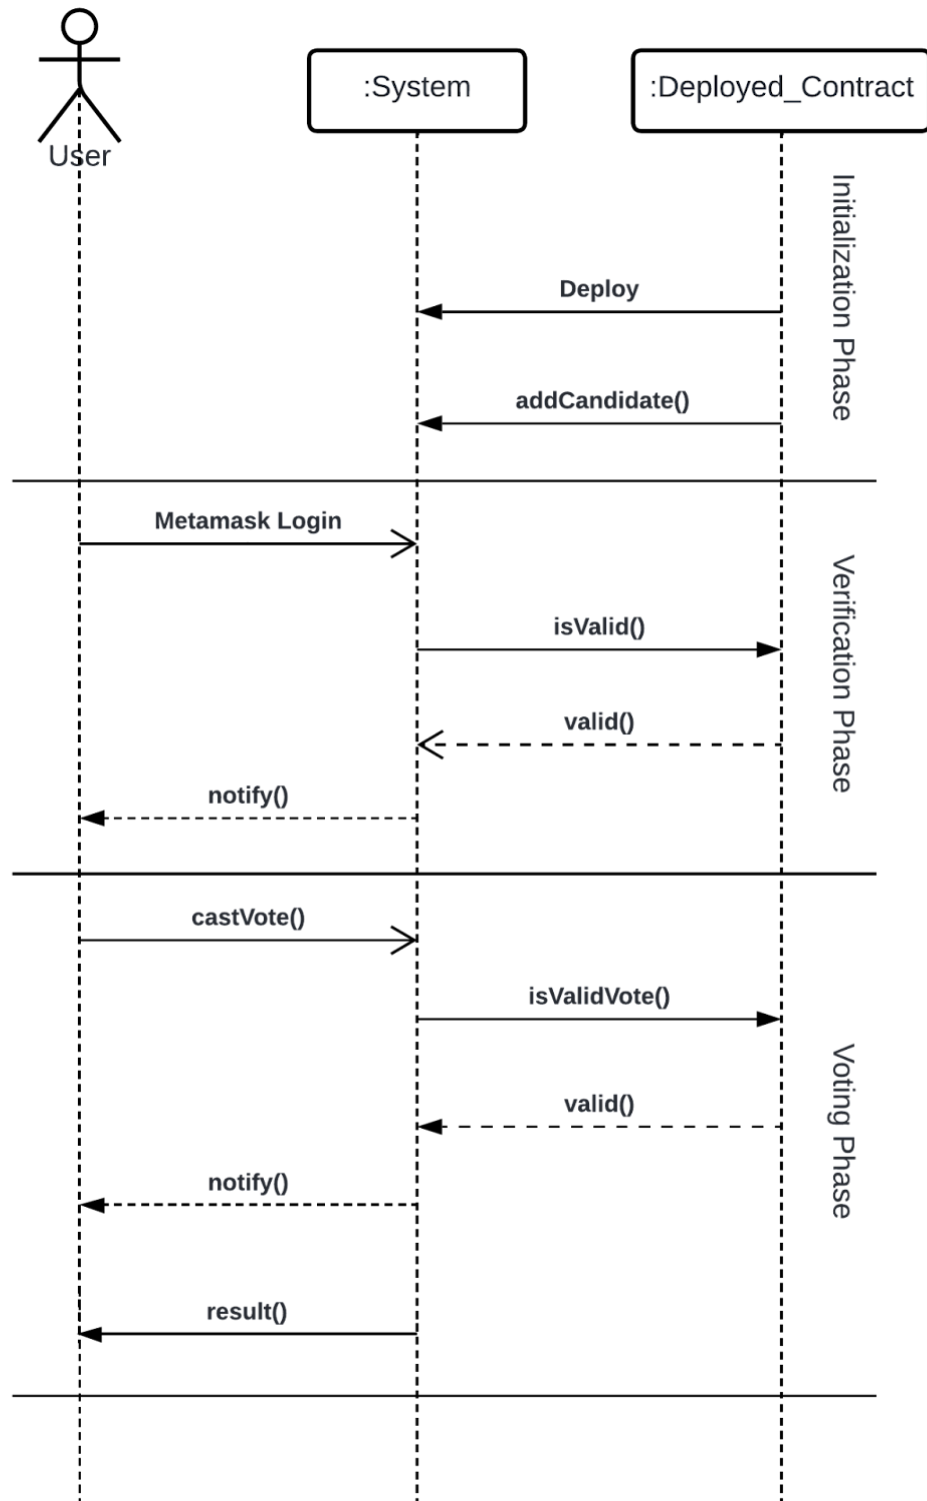 :System
:Deployed_Contract
User
Initialization Phase
Deploy
addCandidate()
Metamask Login
Verification Phase
isValid()
valid()
notify()
castVote()
isValidVote()
Voting Phase
valid()
notify()
result()